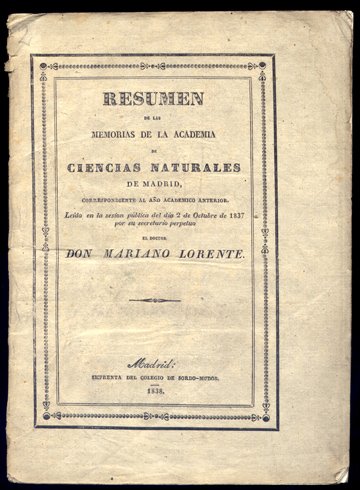 RESUMEN
DE LAS
MEMORIAS DE LA ACADEMIA
DE
CIENCIAS NATURALES
DE MADRID,
CORRESPONDIENTE AL AÑO ACADEMICO ANTERIOR.
Leído en la sesion pública del dia 2 de Octubre de 1837
por su secretario perpetuo
EL DOCTOR
DON MARIANO LORENTE.
Madrid:
IMPRENTA DEL COLEGIO DE SORDO-MUDOS.
1838.